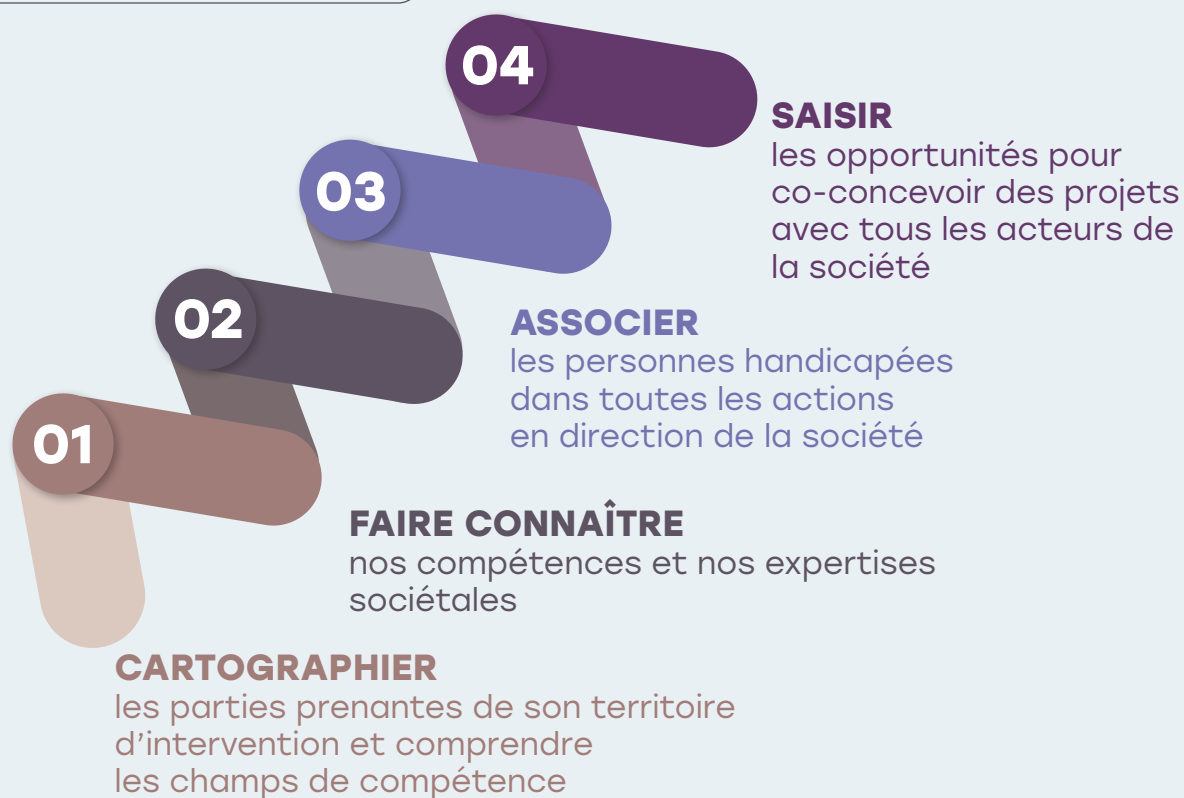 04
SAISIR
les opportunités pour
co-concevoir des projets
avec tous les acteurs de
la société
03
ASSOCIER
les personnes handicapées
dans toutes les actions
en direction de la société
02
FAIRE CONNAÎTRE
nos compétences et nos expertises
sociétales
01
CARTOGRAPHIER
les parties prenantes de son territoire
d’intervention et comprendre
les champs de compétence